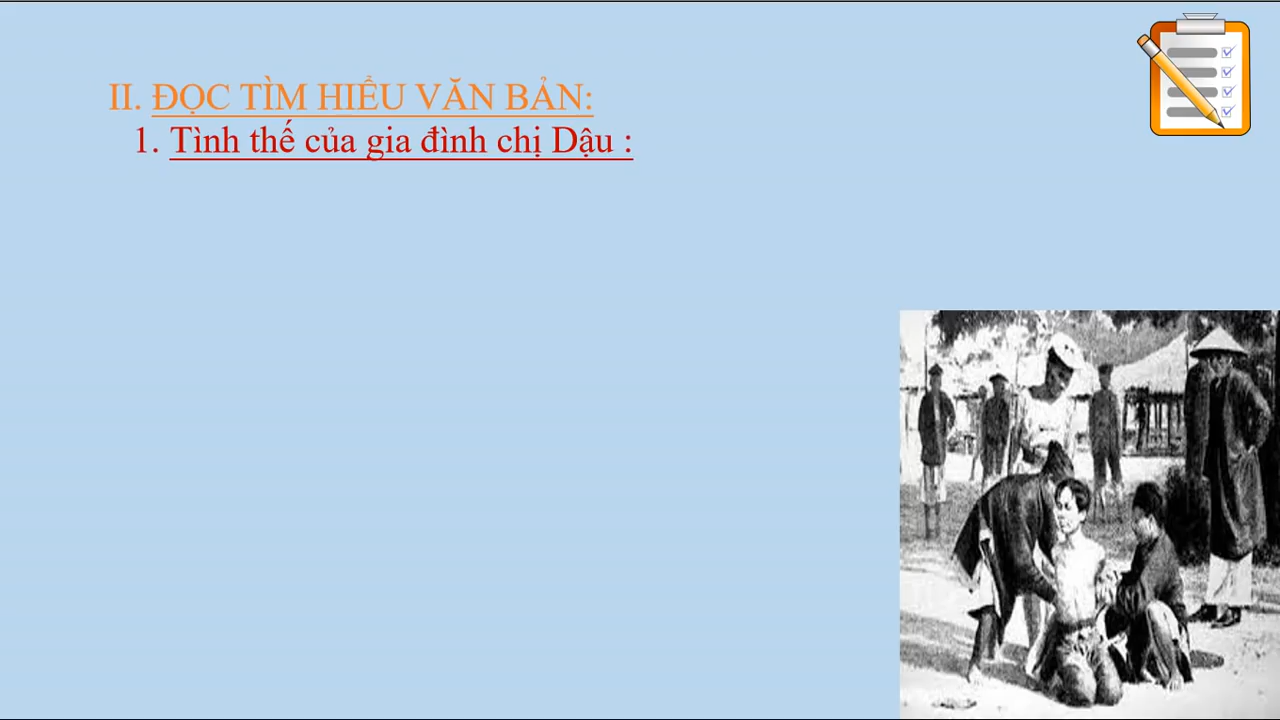 II. ĐỌC TÌM HIỂU VĂN BẢN:
1. Tình thế của gia đình chị Dậu :